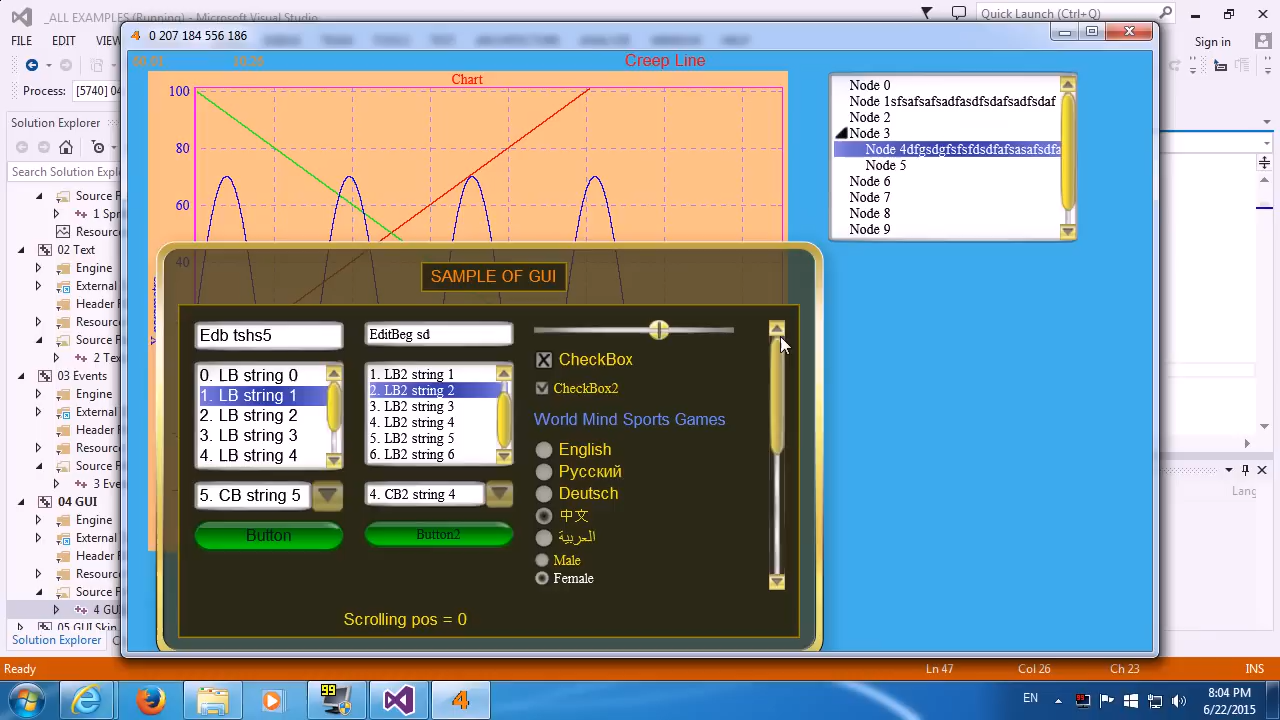 _ALL EXAMPLES (Running) - Microsoft Visual Studio
Quick Launch (Ctrl+Q)
0 207 184 556 186
FILE EDIT
Sign in
Process: [5740] 04
Creep Line
Chart
100
80
60
40
Node 0
Node 1sfsafsafsadfasdfsdafsadfsdaf
Node 2
Node 3
Node 4dfgsdgfsfsfdsdfafsasafsdfa
Node 5
Node 6
Node 7
Node 8
Node 9
Solution Explorer
Search Solution Explorer
Source F
1 Spr
Resourc
02 Text
Engine
External
Header F
Resourc
Source F
2 Text
03 Events
Engine
External
Header F
Resourc
Source F
3 Eve
04 GUI
Engine
External
Header F
Resourc
Source F
4 GUI
05 GUI Skin
Solution Explorer
SAMPLE OF GUI
Edb tshs5
EditBeg sd
0. LB string 0
1. LB string 1
2. LB string 2
3. LB string 3
4. LB string 4
1. LB2 string 1
2. LB2 string 2
3. LB2 string 3
4. LB2 string 4
5. LB2 string 5
6. LB2 string 6
5. CB string 5
4. CB2 string 4
Button
Button2
CheckBox
CheckBox2
World Mind Sports Games
English
Русский
Deutsch
中文
العربية
Male
Female
Scrolling pos = 0
Lang
Ready
Ln 47
Col 26
Ch 23
INS
99
4
EN
8:04 PM
6/22/2015